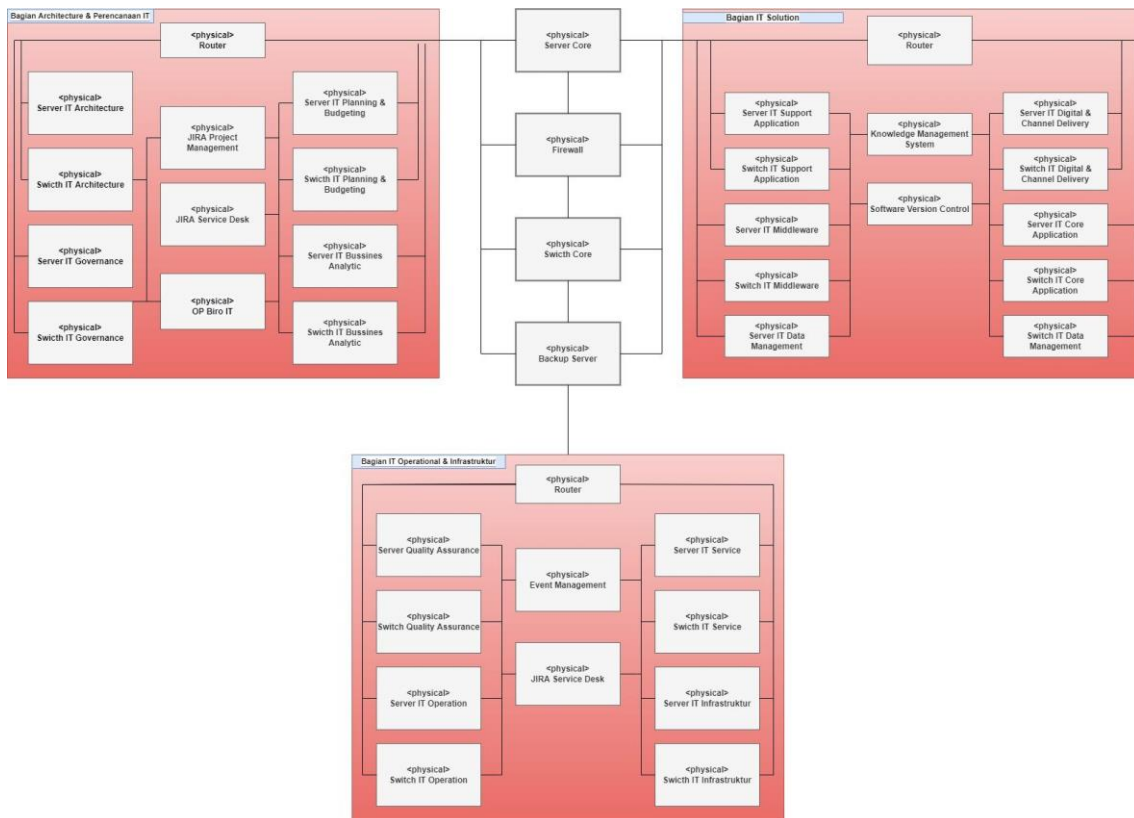 Bagian Architecture & Perencanaan IT
<physical>
Router
<physical>
Server IT Architecture
<physical>
Swicth IT Architecture
<physical>
Server IT Governance
<physical>
Swicth IT Governance
<physical>
JIRA Project
Management
<physical>
JIRA Service Desk
<physical>
OP Biro IT
<physical>
Server IT Planning &
Budgeting
<physical>
Swicth IT Planning &
Budgeting
<physical>
Server IT Bussines
Analytic
<physical>
Swicth IT Bussines
Analytic
<physical>
Server Core
<physical>
Firewall
<physical>
Swicth Core
<physical>
Backup Server
Bagian IT Solution
<physical>
Router
<physical>
Server IT Support
Application
<physical>
Switch IT Support
Application
<physical>
Server IT Middleware
<physical>
Switch IT Middleware
<physical>
Server IT Data
Management
<physical>
Knowledge Management
System
<physical>
Software Version Control
<physical>
Server IT Digital &
Channel Delivery
<physical>
Switch IT Digital &
Channel Delivery
<physical>
Server IT Core
Application
<physical>
Switch IT Core
Application
<physical>
Switch IT Data
Management
Bagian IT Operational & Infrastruktur
<physical>
Router
<physical>
Server Quality Assurance
<physical>
Switch Quality Assurance
<physical>
Server IT Operation
<physical>
Switch IT Operation
<physical>
Event Management
<physical>
JIRA Service Desk
<physical>
Server IT Service
<physical>
Swicth IT Service
<physical>
Server IT Infrastruktur
<physical>
Swicth IT Infrastruktur